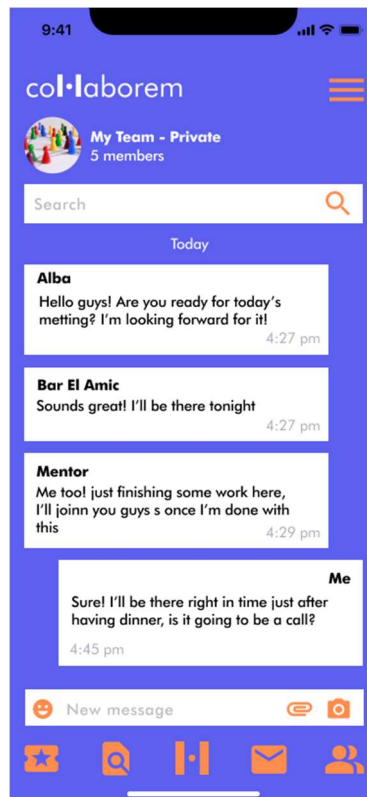 9:41
col·laborem
My Team - Private
5 members
Search
Today
Alba
Hello guys! Are you ready for today's
metting? I'm looking forward for it!
4:27 pm
Bar El Amic
Sounds great! I'll be there tonight
4:27 pm
Mentor
Me too! just finishing some work here,
I'll joinn you guys s once I'm done with
this
4:29 pm
Me
Sure! I'll be there right in time just after
having dinner, is it going to be a call?
4:45 pm
New message
l·l